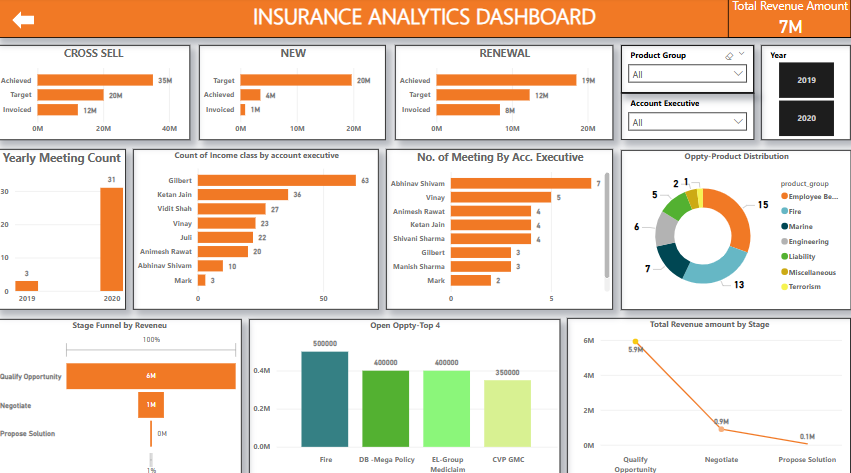 INSURANCE ANALYTICS DASHBOARD
Total Revenue Amount
7M
CROSS SELL
Achieved 35M
Target 20M
Invoiced 12M
0M 20M 40M
NEW
Target 20M
Achieved 4M
Invoiced 1M
0M 10M 20M
RENEWAL
Achieved 19M
Target 12M
Invoiced 8M
0M 10M 20M
Product Group
All
Account Executive
All
Year
2019
2020
Yearly Meeting Count
30
20
10
0
3
31
2019 2020
Count of Income class by account executive
Gilbert 63
Ketan Jain 36
Vidit Shah 27
Vinay 23
Juli 22
Animesh Rawat 20
Abhinav Shivam 10
Mark 3
0 50
No. of Meeting By Acc. Executive
Abhinav Shivam 7
Vinay 5
Animesh Rawat 4
Ketan Jain 4
Shivani Sharma 4
Gilbert 3
Manish Sharma 3
Mark 2
0 5
Oppty-Product Distribution
15
13
7
6
5
2
1
product_group
Employee Be...
Fire
Marine
Engineering
Liability
Miscellaneous
Terrorism
Stage Funnel by Reveneu
100%
Qualify Opportunity 6M
Negotiate 1M
Propose Solution 0M
1%
Open Oppty-Top 4
0.4M
0.2M
0.0M
500000
400000
400000
350000
Fire
DB -Mega Policy
EL-Group
Mediclaim
CVP GMC
Total Revenue amount by Stage
6M
4M
2M
0M
5.9M
0.9M
0.1M
Qualify
Opportunity
Negotiate
Propose Solution